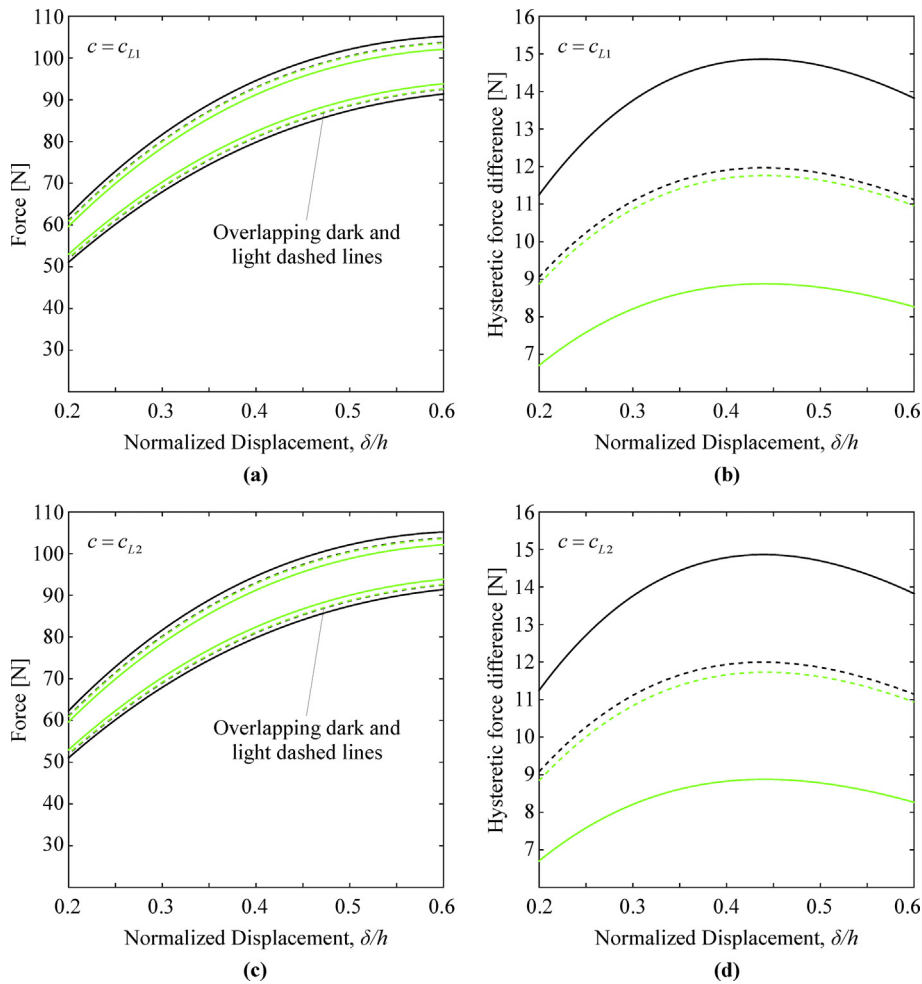 110
100
90
80
70
60
50
40
30
Force [N]
c = c_{L1}
Overlapping dark and
light dashed lines
0.2 0.3 0.4 0.5 0.6
Normalized Displacement, δ/h
(a)
16
15
14
13
12
11
10
9
8
7
Hysteretic force difference [N]
c = c_{L1}
0.2 0.3 0.4 0.5 0.6
Normalized Displacement, δ/h
(b)
110
100
90
80
70
60
50
40
30
20
Force [N]
c = c_{L2}
Overlapping dark and
light dashed lines
0.2 0.3 0.4 0.5 0.6
Normalized Displacement, δ/h
(c)
16
15
14
13
12
11
10
9
8
7
Hysteretic force difference [N]
c = c_{L2}
0.2 0.3 0.4 0.5 0.6
Normalized Displacement, δ/h
(d)